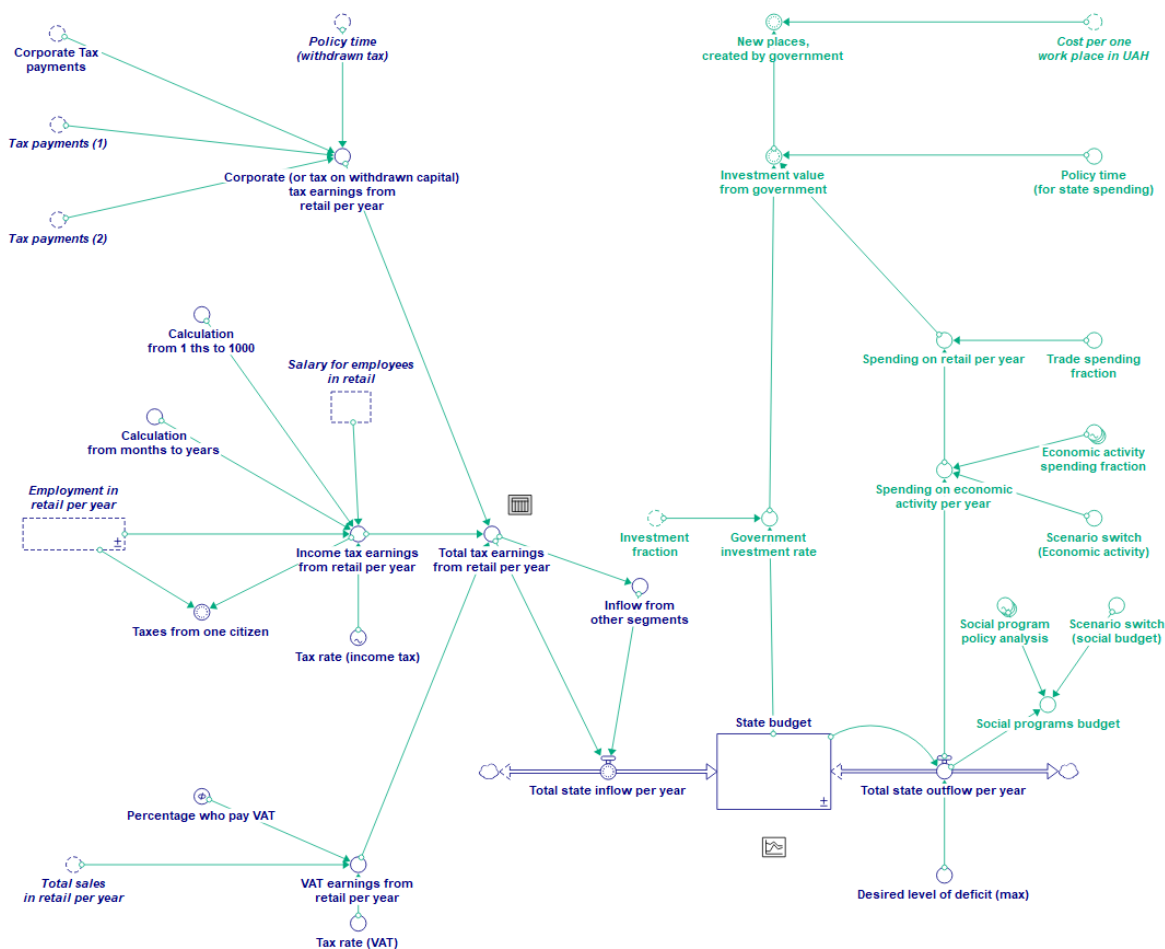 Corporate Tax
payments
Policy time
(withdrawn tax)
New places,
created by government
Cost per one
work place in UAH
Tax payments (1)
Corporate (or tax on withdrawn capital)
tax earnings from
retail per year
Investment value
from government
Policy time
(for state spending)
Tax payments (2)
Calculation
from 1 ths to 1000
Salary for employees
in retail
Spending on retail per year
Trade spending
fraction
Calculation
from months to years
Economic activity
spending fraction
Employment in
retail per year
±
Spending on economic
activity per year
Income tax earnings
from retail per year
Total tax earnings
from retail per year
Investment
fraction
Government
investment rate
Scenario switch
(Economic activity)
Taxes from one citizen
Inflow from
other segments
Tax rate (income tax)
Social program
policy analysis
Scenario switch
(social budget)
State budget
±
Social programs budget
Total state inflow per year
Total state outflow per year
Percentage who pay VAT
Total sales
in retail per year
VAT earnings from
retail per year
Desired level of deficit (max)
Tax rate (VAT)